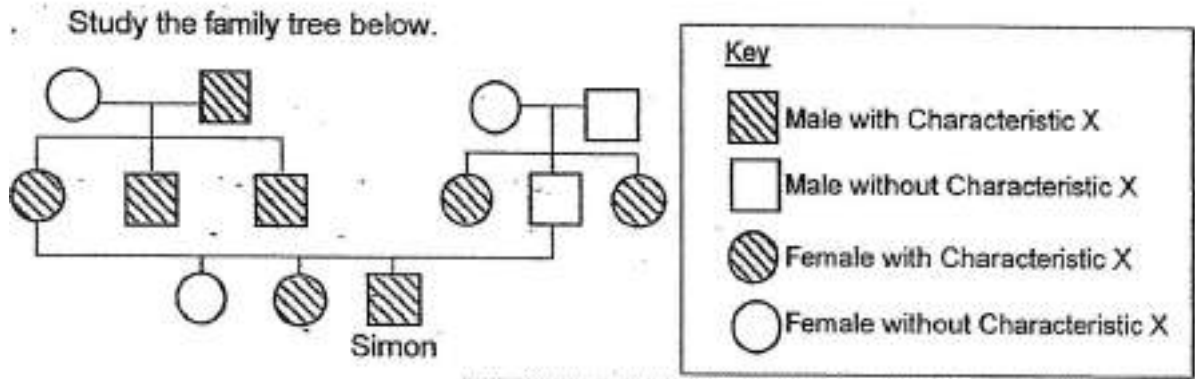 Study the family tree below.
Key
Male with Characteristic X
Male without Characteristic X
Female with Characteristic X
Female without Characteristic X
Simon